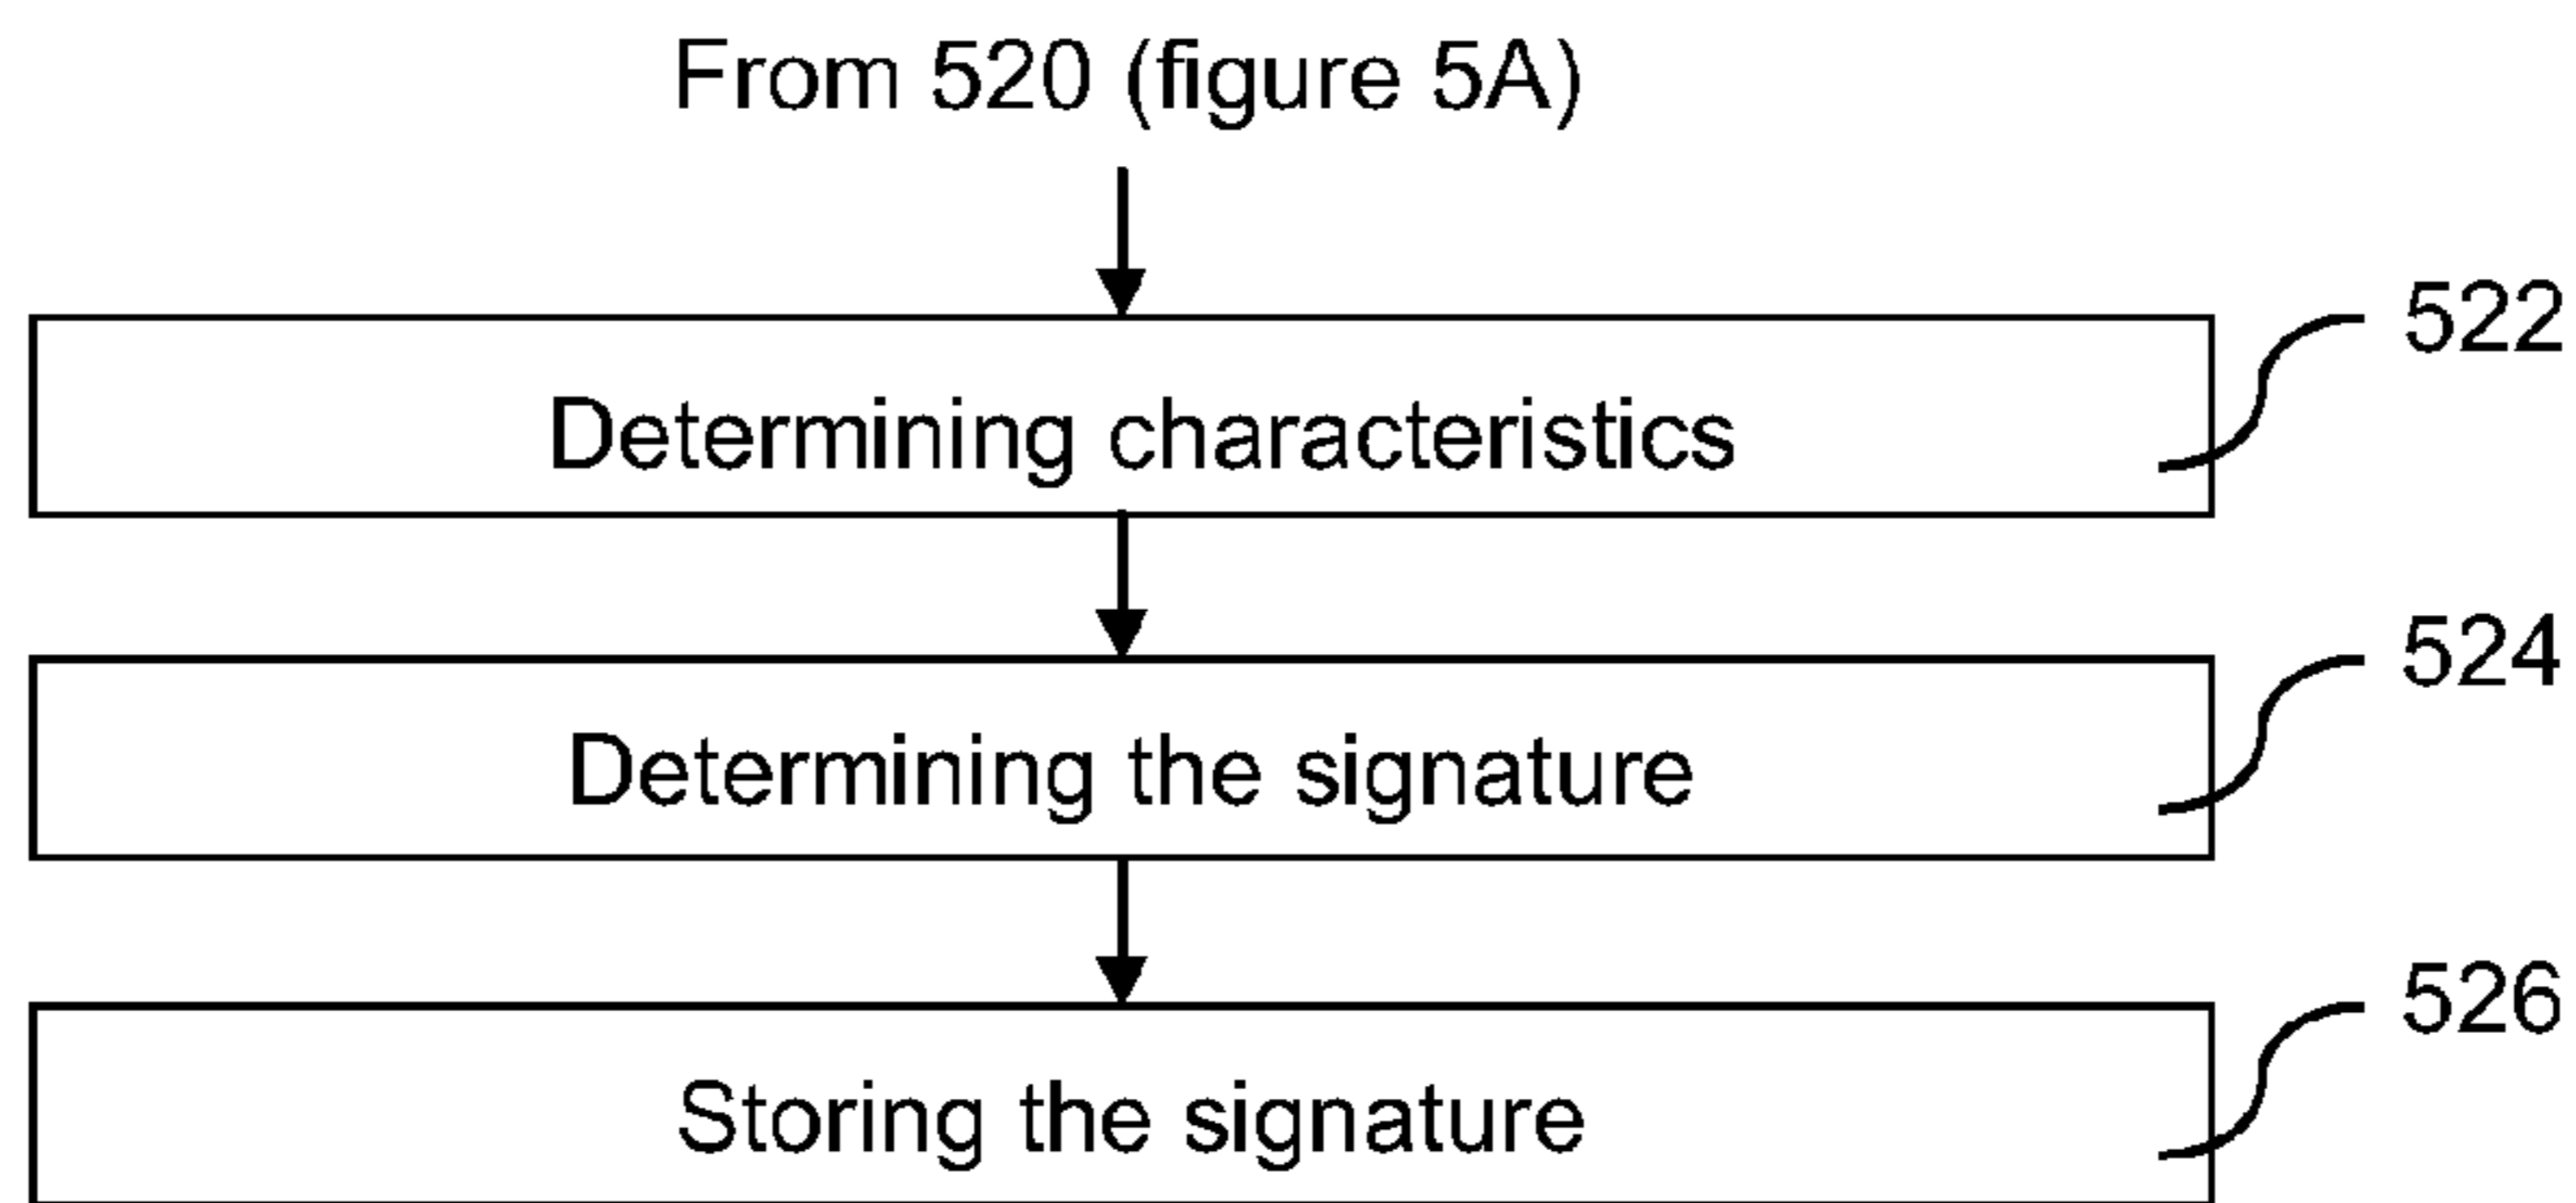 From 520 (figure 5A)
522
Determining characteristics
524
Determining the signature
526
Storing the signature